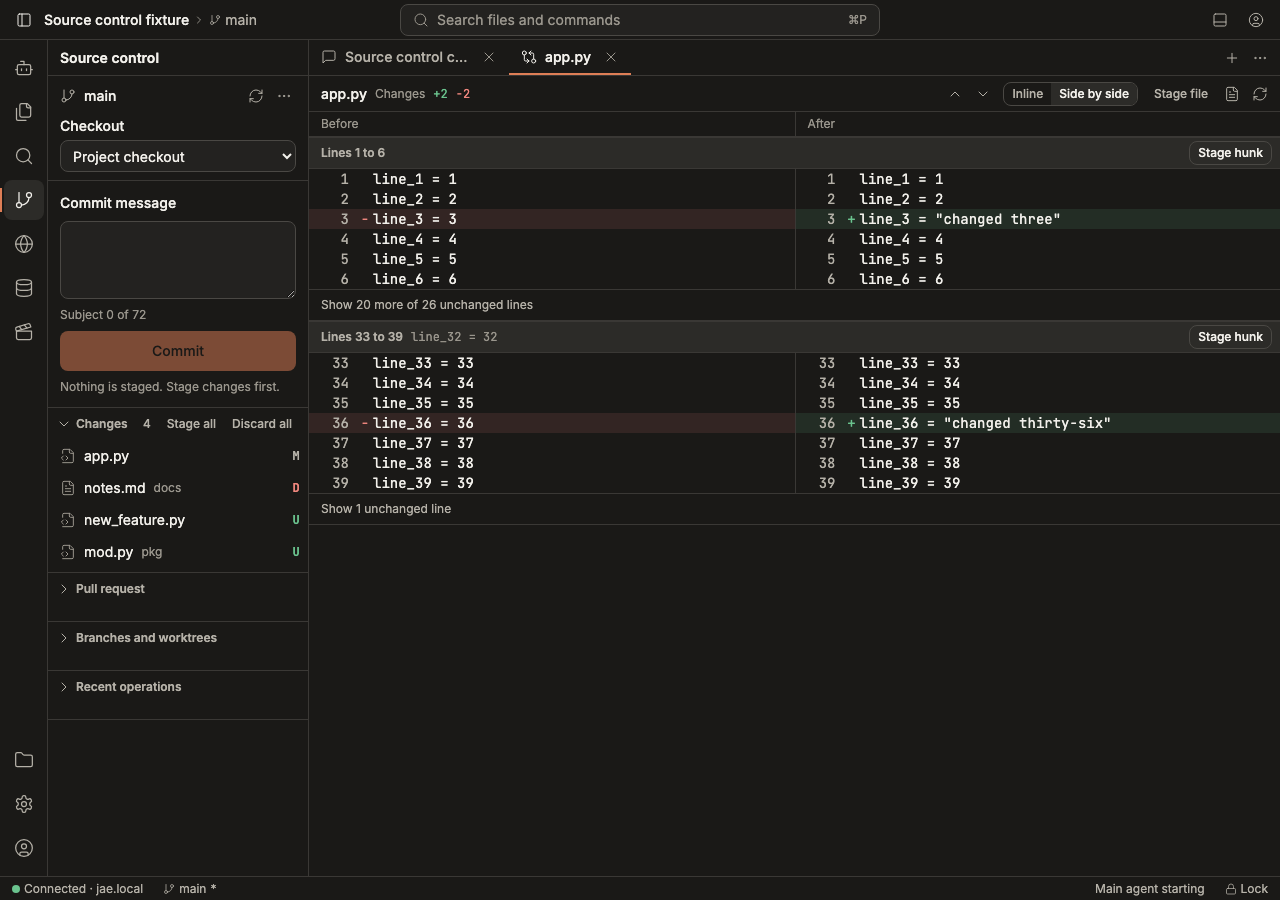 Source control fixture main
Search files and commands ⌘P
Source control
Source control c... app.py
main
Checkout
Project checkout
Commit message
Subject 0 of 72
Commit
Nothing is staged. Stage changes first.
Changes 4 Stage all Discard all
app.py M
notes.md docs D
new_feature.py U
mod.py pkg U
Pull request
Branches and worktrees
Recent operations
app.py Changes +2 -2 Inline Side by side Stage file
Before After
Lines 1 to 6 Stage hunk
1 line_1 = 1 1 line_1 = 1
2 line_2 = 2 2 line_2 = 2
3 - line_3 = 3 3 + line_3 = "changed three"
4 line_4 = 4 4 line_4 = 4
5 line_5 = 5 5 line_5 = 5
6 line_6 = 6 6 line_6 = 6
Show 20 more of 26 unchanged lines
Lines 33 to 39 line_32 = 32 Stage hunk
33 line_33 = 33 33 line_33 = 33
34 line_34 = 34 34 line_34 = 34
35 line_35 = 35 35 line_35 = 35
36 - line_36 = 36 36 + line_36 = "changed thirty-six"
37 line_37 = 37 37 line_37 = 37
38 line_38 = 38 38 line_38 = 38
39 line_39 = 39 39 line_39 = 39
Show 1 unchanged line
Connected · jae.local main * Main agent starting Lock